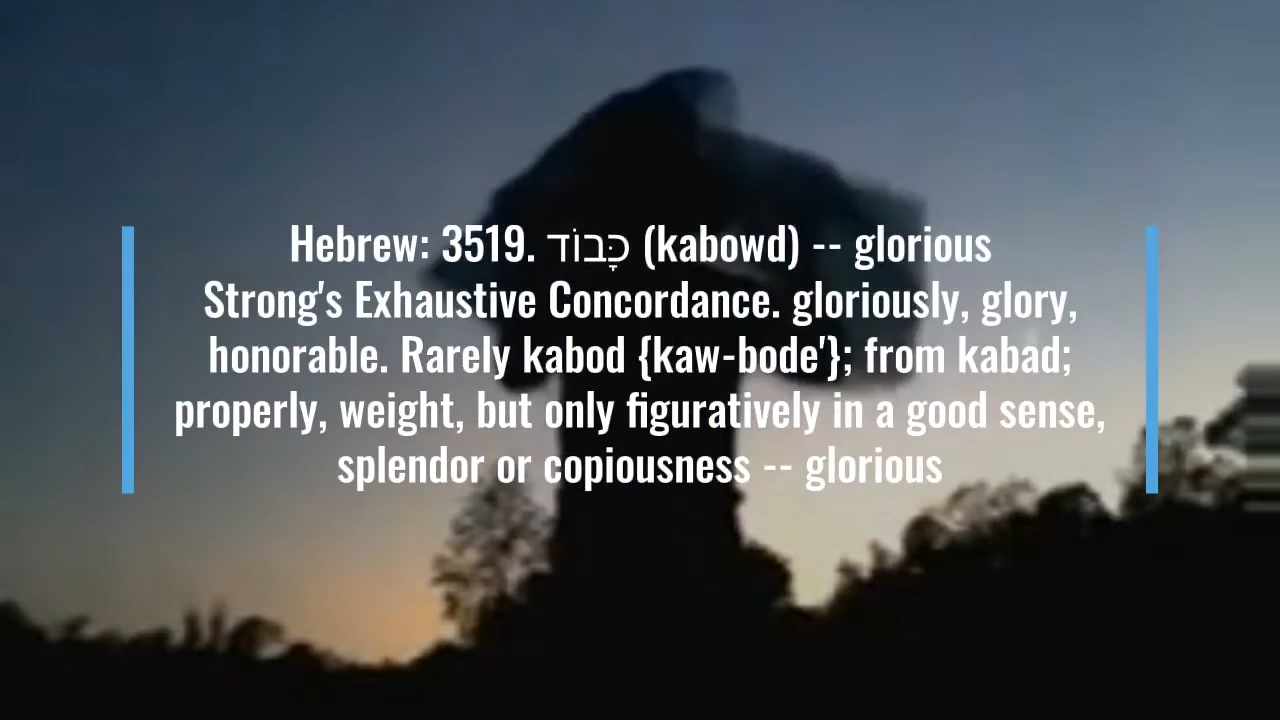 Hebrew: 3519. כָּבוֹד (kabowd) -- glorious
Strong's Exhaustive Concordance. gloriously, glory,
honorable. Rarely kabod {kaw-bode'}; from kabad;
properly, weight, but only figuratively in a good sense,
splendor or copiousness -- glorious